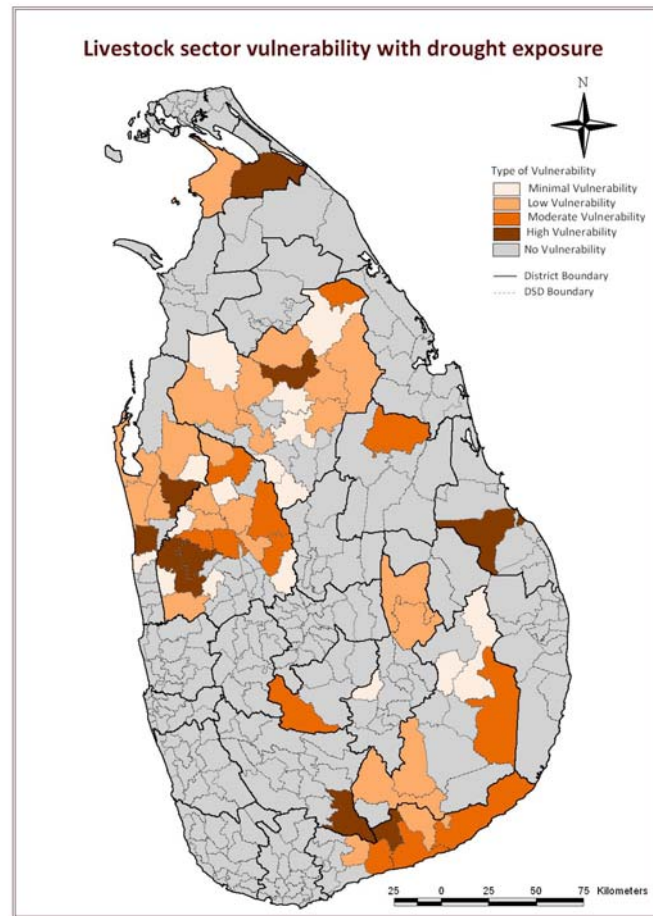 Livestock sector vulnerability with drought exposure
N
Type of Vulnerability
Minimal Vulnerability
Low Vulnerability
Moderate Vulnerability
High Vulnerability
No Vulnerability
District Boundary
DSD Boundary
25 0 25 50 75 Kilometers